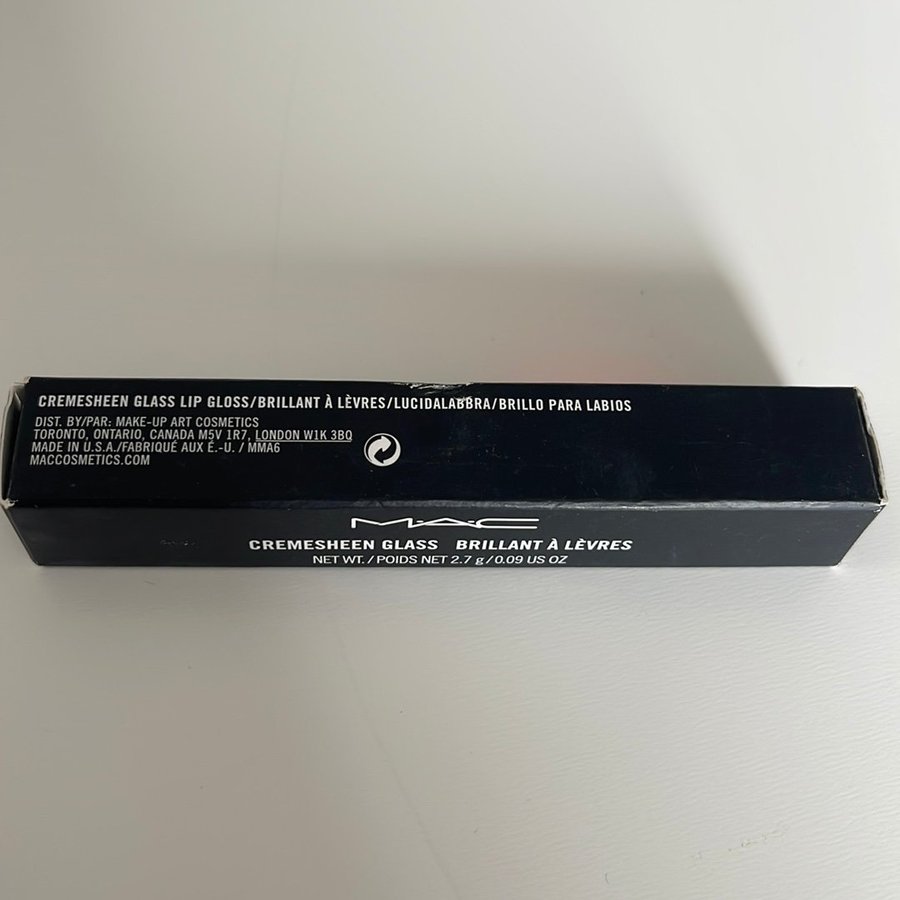 CREMESHEEN GLASS LIP GLOSS/BRILLANT À LÈVRES/LUCIDALABBRA/BRILLO PARA LABIOS
DIST. BY/PAR: MAKE-UP ART COSMETICS
TORONTO, ONTARIO, CANADA M5V 1R7, LONDON W1K 3BQ
MADE IN U.S.A./FABRIQUÉ AUX É.-U. / MMA6
MACCOSMETICS.COM
M·A·C
CREMESHEEN GLASS BRILLANT À LÈVRES
NET WT. / POIDS NET 2.7 g / 0.09 US OZ